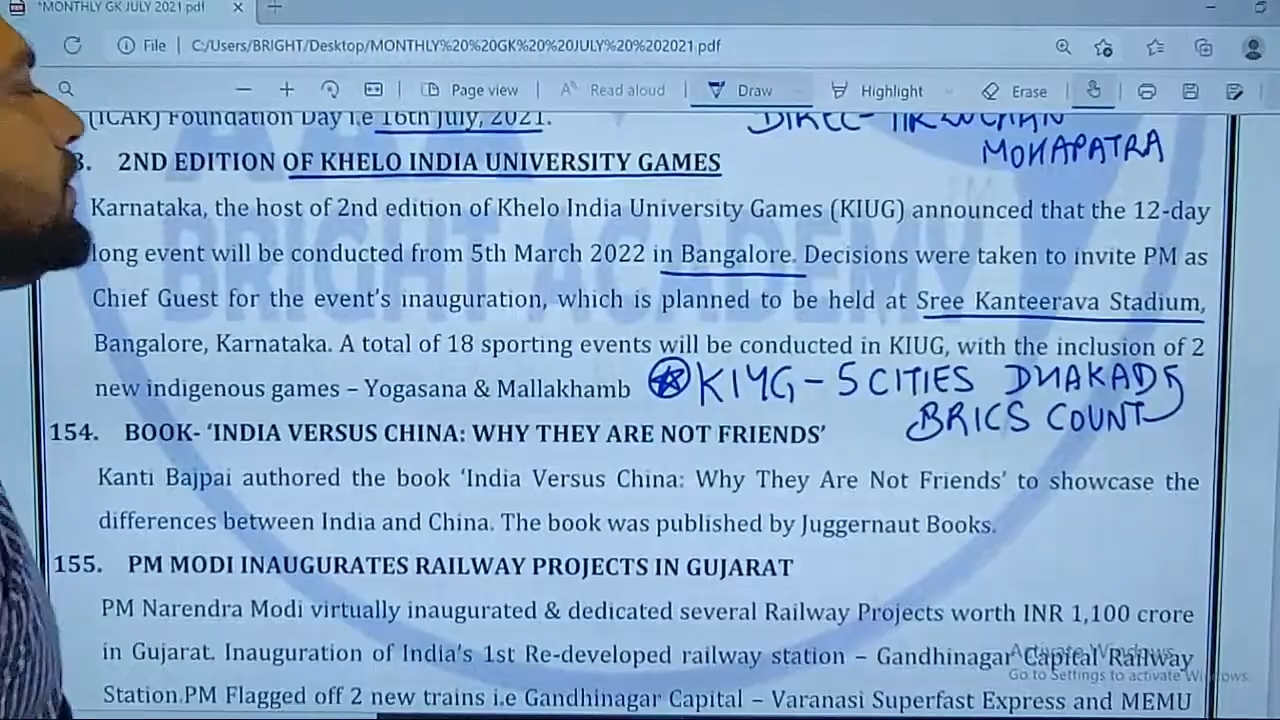 *MONTHLY GK JULY 2021.pdf
File | C:/Users/BRIGHT/Desktop/MONTHLY%20%20GK%20%20JULY%20%202021.pdf
Page view | Read aloud | Draw Highlight Erase
(ICAR) Foundation Day i.e 16th July, 2021.
MOHAPATRA
3. 2ND EDITION OF KHELO INDIA UNIVERSITY GAMES
Karnataka, the host of 2nd edition of Khelo India University Games (KIUG) announced that the 12-day
long event will be conducted from 5th March 2022 in Bangalore. Decisions were taken to invite PM as
Chief Guest for the event's inauguration, which is planned to be held at Sree Kanteerava Stadium,
Bangalore, Karnataka. A total of 18 sporting events will be conducted in KIUG, with the inclusion of 2
new indigenous games – Yogasana & Mallakhamb
KIYG - 5 CITIES DHAKAD
BRICS COUNT
154. BOOK- 'INDIA VERSUS CHINA: WHY THEY ARE NOT FRIENDS'
Kanti Bajpai authored the book 'India Versus China: Why They Are Not Friends' to showcase the
differences between India and China. The book was published by Juggernaut Books.
155. PM MODI INAUGURATES RAILWAY PROJECTS IN GUJARAT
PM Narendra Modi virtually inaugurated & dedicated several Railway Projects worth INR 1,100 crore
in Gujarat. Inauguration of India's 1st Re-developed railway station – Gandhinagar Capital Railway
Station.PM Flagged off 2 new trains i.e Gandhinagar Capital – Varanasi Superfast Express and MEMU
BRIGHT ACADEMY
TM
Activate Windows
Go to Settings to activate Windows.